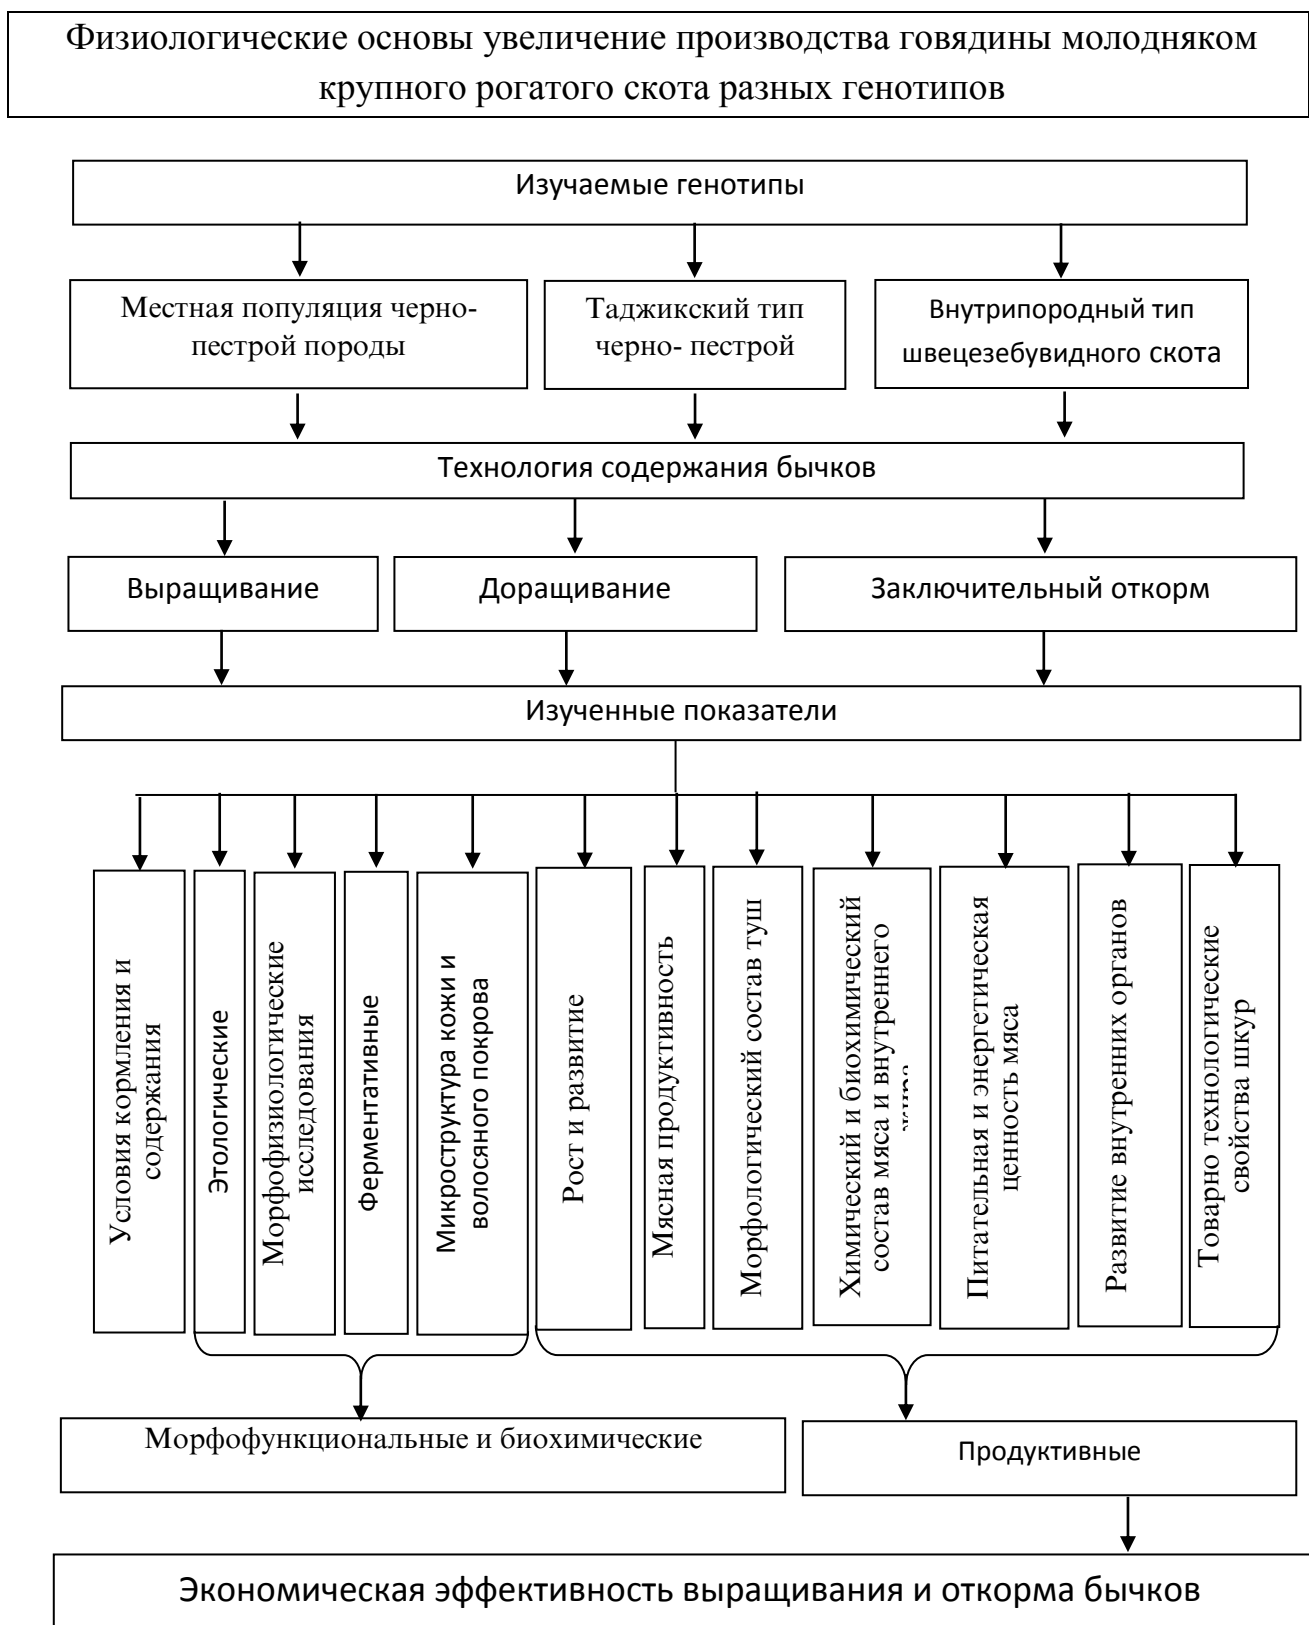 Физиологические основы увеличение производства говядины молодняком
крупного рогатого скота разных генотипов
Изучаемые генотипы
Местная популяция черно-
пестрой породы
Таджикский тип
черно- пестрой
Внутрипородный тип
швецезебувидного скота
Технология содержания бычков
Выращивание
Доращивание
Заключительный откорм
Изученные показатели
Условия кормления и
содержания
Этологические
Морфофизиологические
исследования
Ферментативные
Микроструктура кожи и
волосяного покрова
Рост и развитие
Мясная продуктивность
Морфологический состав туш
Химический и биохимический
состав мяса и внутреннего
жира
Питательная и энергетическая
ценность мяса
Развитие внутренних органов
Товарно технологические
свойства шкур
Морфофункциональные и биохимические
Продуктивные
Экономическая эффективность выращивания и откорма бычков